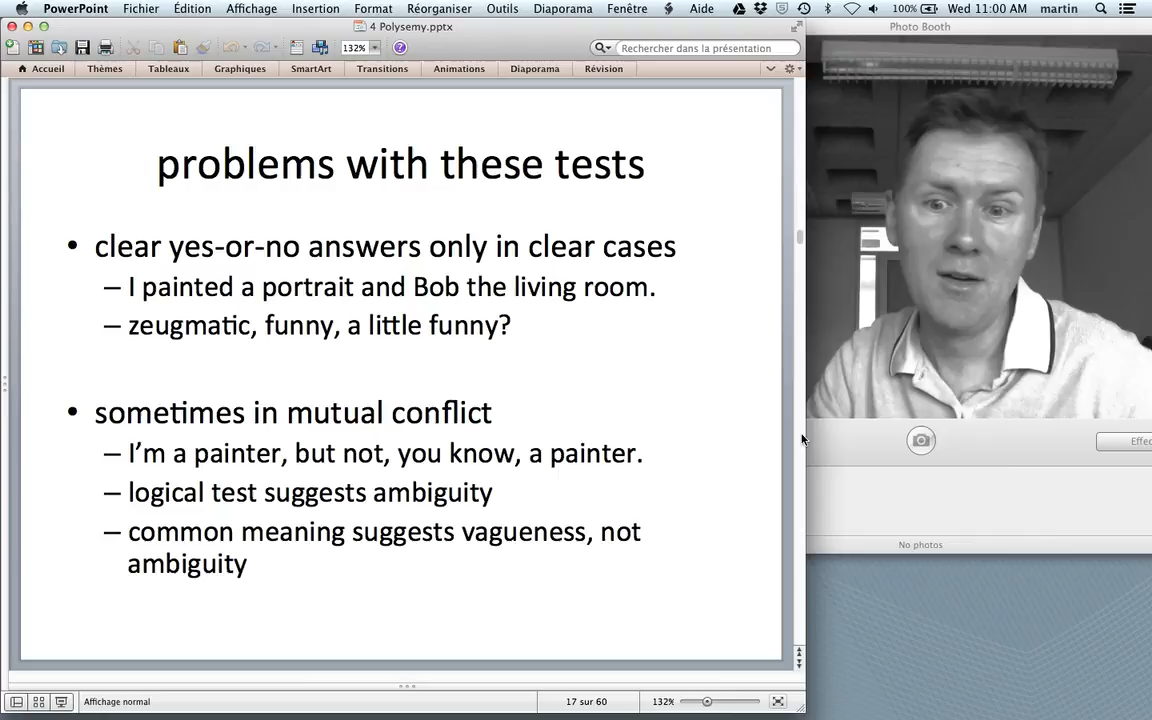 PowerPoint Fichier Édition Affichage Insertion Format Réorganiser Outils Diaporama Fenêtre Aide 100% Wed 11:00 AM martin
4 Polysemy.pptx
Photo Booth
132% Rechercher dans la présentation
Accueil Thèmes Tableaux Graphiques SmartArt Transitions Animations Diaporama Révision
problems with these tests
• clear yes-or-no answers only in clear cases
– I painted a portrait and Bob the living room.
– zeugmatic, funny, a little funny?
• sometimes in mutual conflict
– I’m a painter, but not, you know, a painter.
– logical test suggests ambiguity
– common meaning suggests vagueness, not
ambiguity
Effec
No photos
Affichage normal 17 sur 60 132%